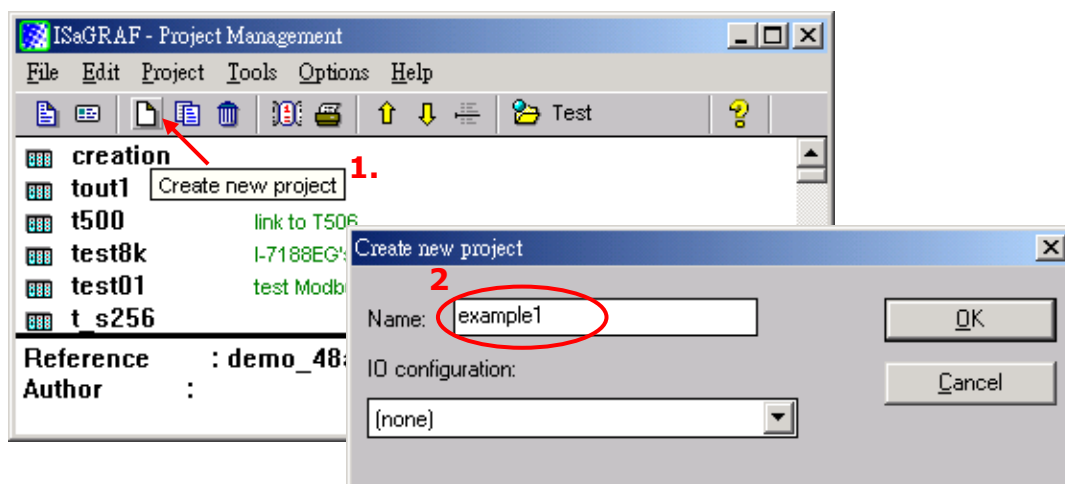 ISaGRAF - Project Management
File Edit Project Tools Options Help
Test
creation
1.
tout1
Create new project
t500 link to T506
test8k I-7188EG's
test01 test Modb
t_s256
Reference : demo_48
Author :
Create new project
2
Name: example1
OK
IO configuration:
Cancel
(none)